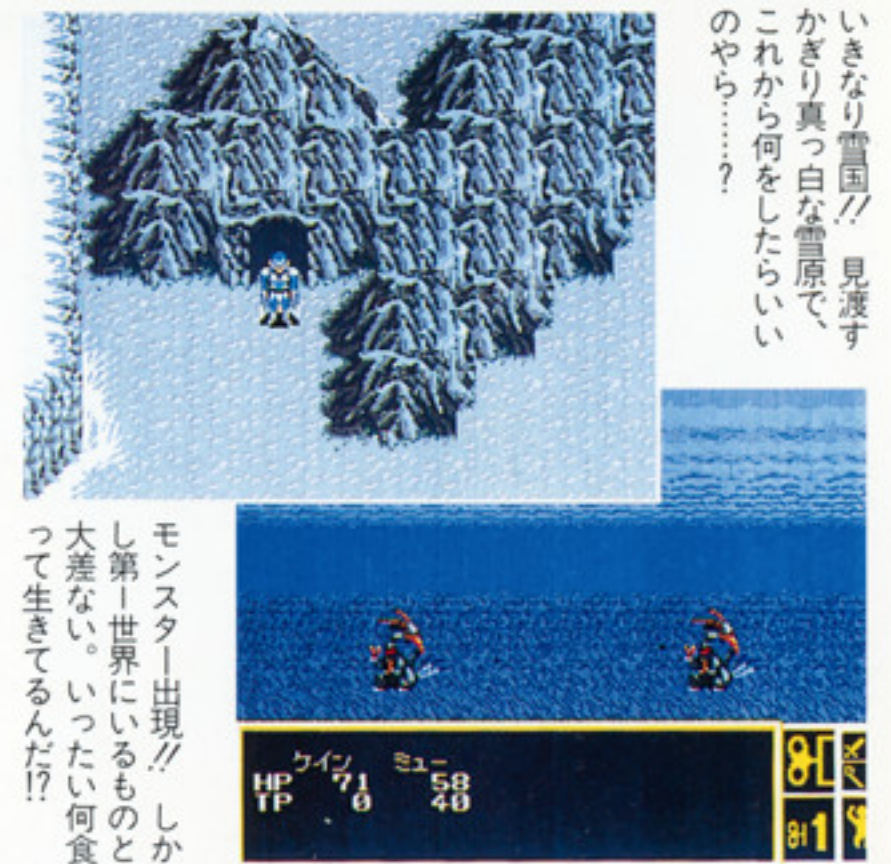 いきなり雪国!!　見渡す
かぎり真っ白な雪原で、
これから何をしたらいい
のやら……?
モンスター出現!!　しか
し第一世界にいるものと
大差ない。いったい何食
って生きてるんだ!?
ケイン ミュー
HP 71 58
TP 0 40
1